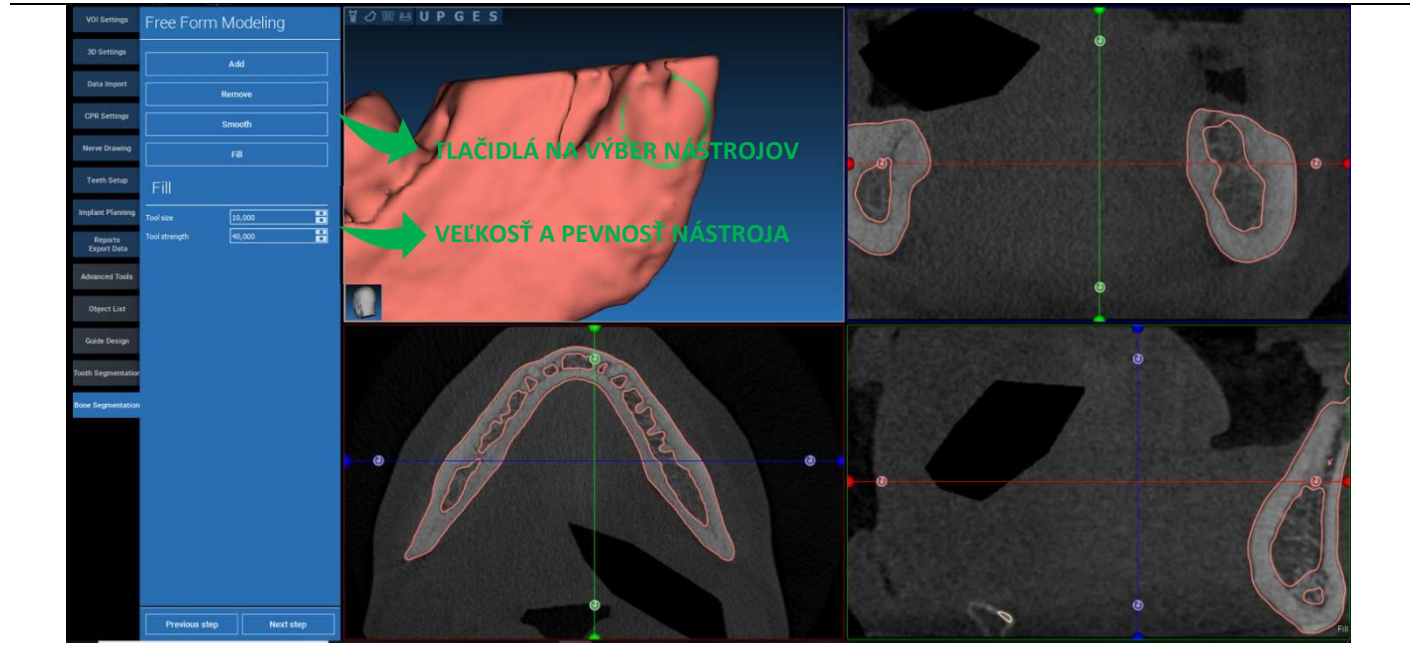 VOI Settings
3D Settings
Data Import
CPR Settings
Nerve Drawing
Teeth Setup
Implant Planning
Reports
Export Data
Advanced Tools
Object List
Guide Design
Tooth Segmentation
Bone Segmentation
Free Form Modeling
Add
Remove
Smooth
Fill
Fill
Tool size 10,000
Tool strength 40,000
Previous step Next step
U P G E S
TLAČIDLÁ NA VÝBER NÁSTROJOV
VEĽKOSŤ A PEVNOSŤ NÁSTROJA
Fill